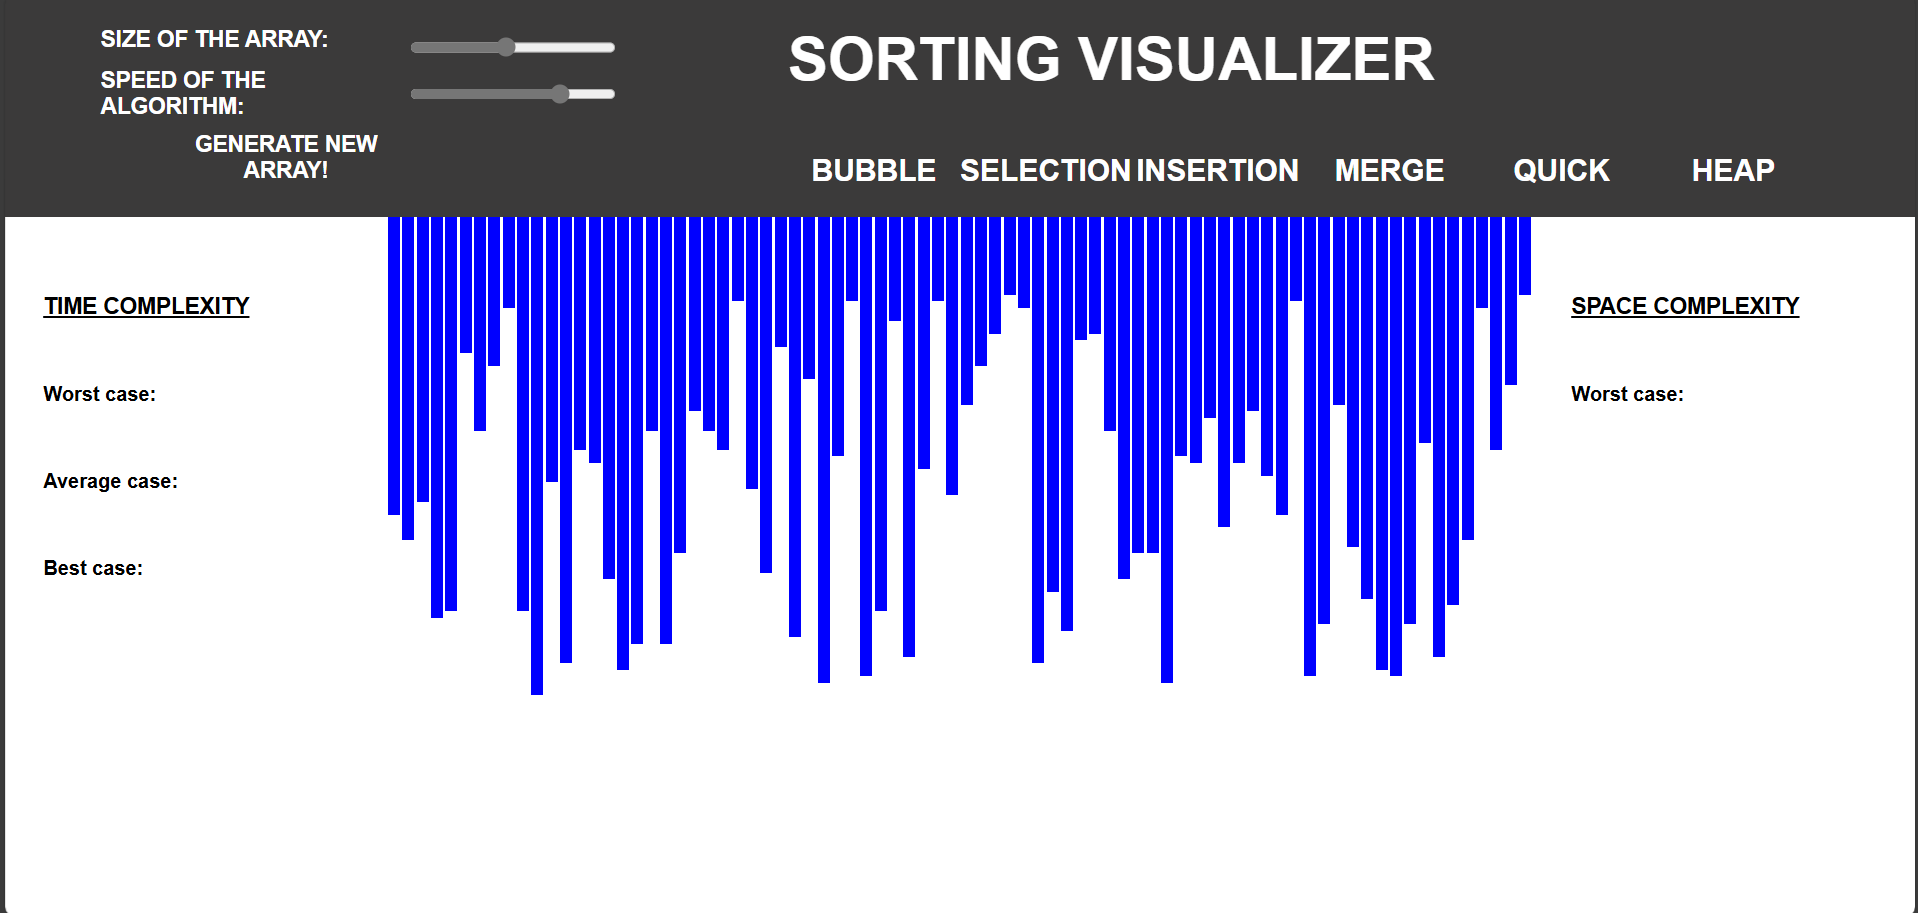 SIZE OF THE ARRAY:
SPEED OF THE
ALGORITHM:
GENERATE NEW
ARRAY!
SORTING VISUALIZER
BUBBLE SELECTION INSERTION MERGE QUICK HEAP
TIME COMPLEXITY
Worst case:
Average case:
Best case:
SPACE COMPLEXITY
Worst case: